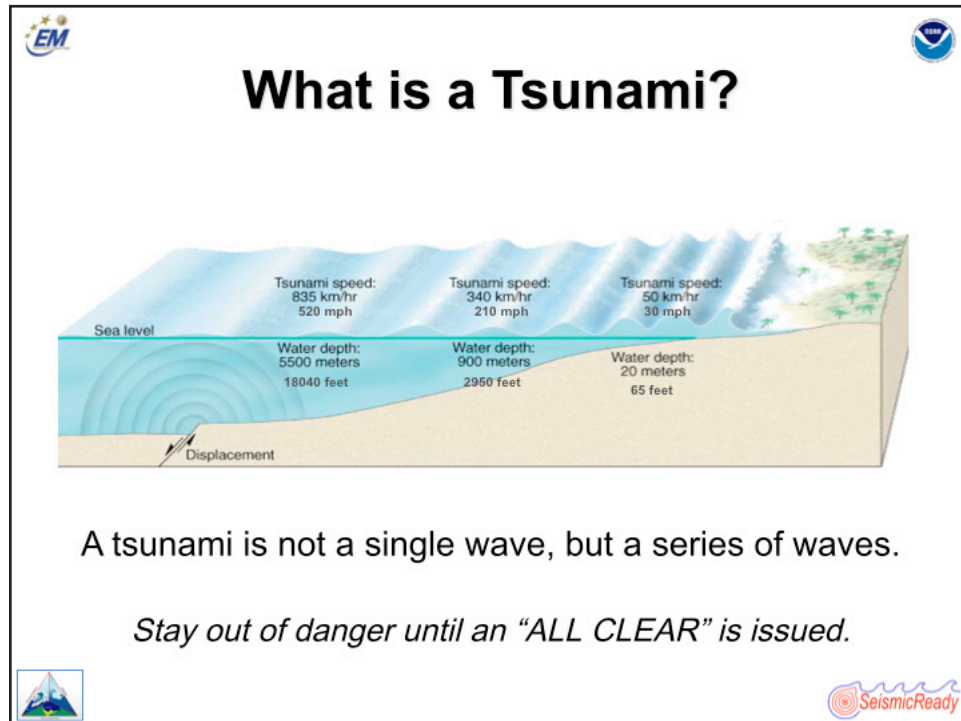 EM
NOAA
What is a Tsunami?
Tsunami speed:
835 km/hr
520 mph
Tsunami speed:
340 km/hr
210 mph
Tsunami speed:
50 km/hr
30 mph
Sea level
Water depth:
5500 meters
18040 feet
Water depth:
900 meters
2950 feet
Water depth:
20 meters
65 feet
Displacement
A tsunami is not a single wave, but a series of waves.
Stay out of danger until an “ALL CLEAR” is issued.
SeismicReady